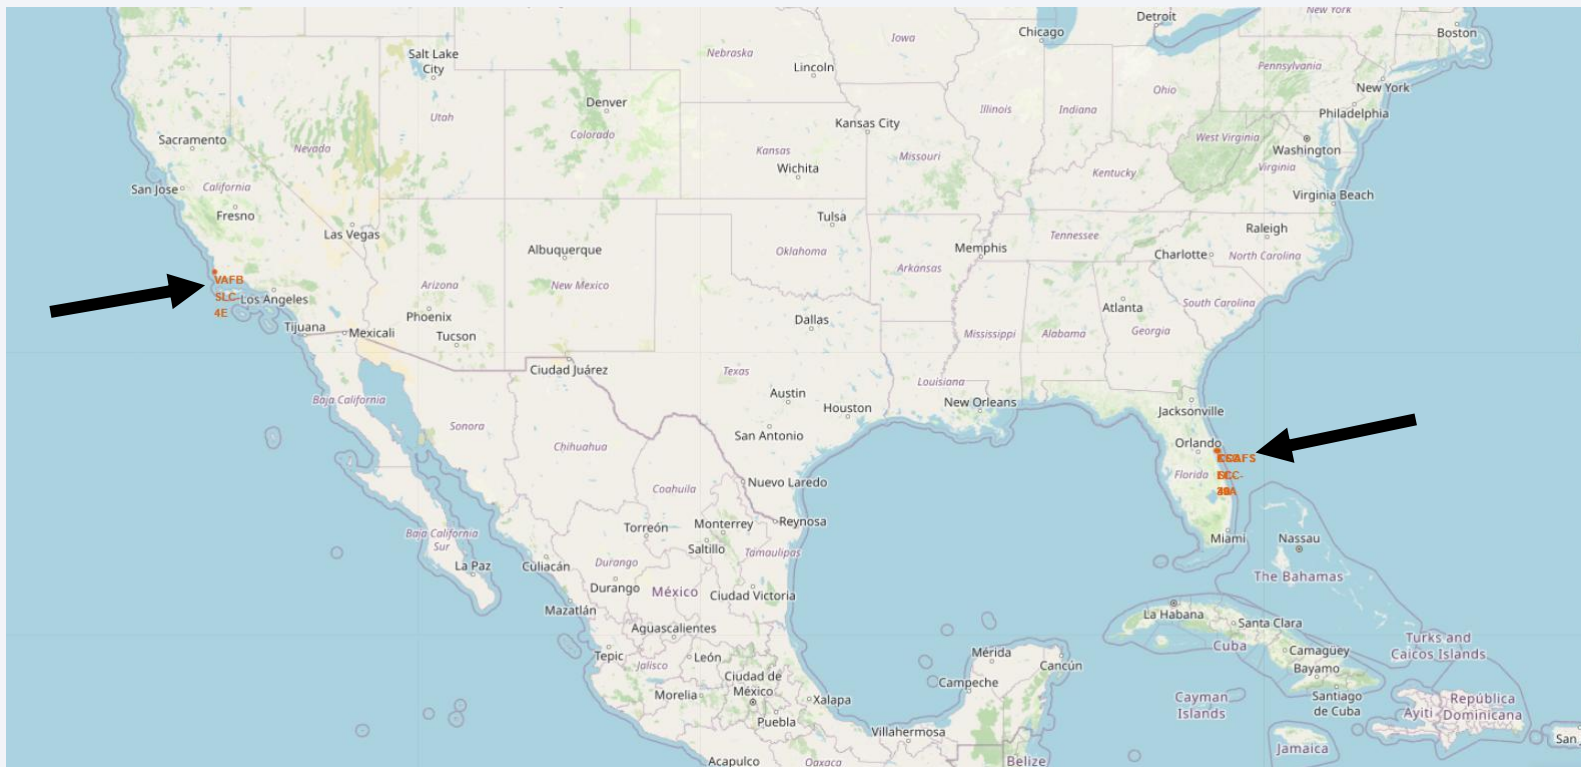 New York
Detroit
Chicago
Boston
Iowa
Salt Lake
City
Nebraska
Lincoln
Pennsylvania
New York
Denver
Ohio
Utah
Illinois
Indiana
Philadelphia
Kansas City
Colorado
Sacramento
Nevada
West Virginia
Washington
Kansas
Missouri
Wichita
Kentucky
Virginia
San Jose
California
Virginia Beach
Fresno
Tulsa
Las Vegas
Raleigh
Tennessee
Albuquerque
Oklahoma
Memphis
Charlotte
North Carolina
Arkansas
VAFB
SLC-
4E
Arizona
New Mexico
Los Angeles
South Carolina
Atlanta
Phoenix
Dallas
Tijuana
Mexicali
Tucson
Mississippi
Alabama
Georgia
Ciudad Juárez
Texas
Louisiana
Baja California
Austin
Houston
New Orleans
Jacksonville
Sonora
San Antonio
Chihuahua
Orlando
Florida
Nuevo Laredo
Coahuila
Torreón
Monterrey
Reynosa
Baja California
Sur
Saltillo
Tamaulipas
Miami
Nassau
La Paz
Culiacán
Durango
Durango
México
Ciudad Victoria
The Bahamas
Mazatlán
La Habana
Santa Clara
Aguascalientes
Cuba
Camagüey
Turks and
Caicos Islands
Tepic
Jalisco
León
Mérida
Cancún
Bayamo
Ciudad de
México
Campeche
Morelia
Xalapa
Cayman
Islands
Santiago
de Cuba
República
Dominicana
Ayiti
Puebla
Villahermosa
San
Jamaica
Acapulco
Oaxaca
Belize